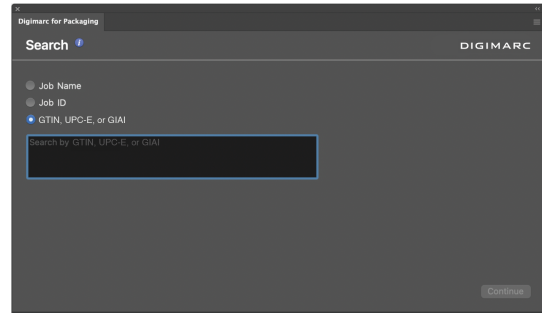 Digimarc for Packaging
Search
DIGIMARC
Job Name
Job ID
GTIN, UPC-E, or GIAI
Search by GTIN, UPC-E, or GIAI
Continue